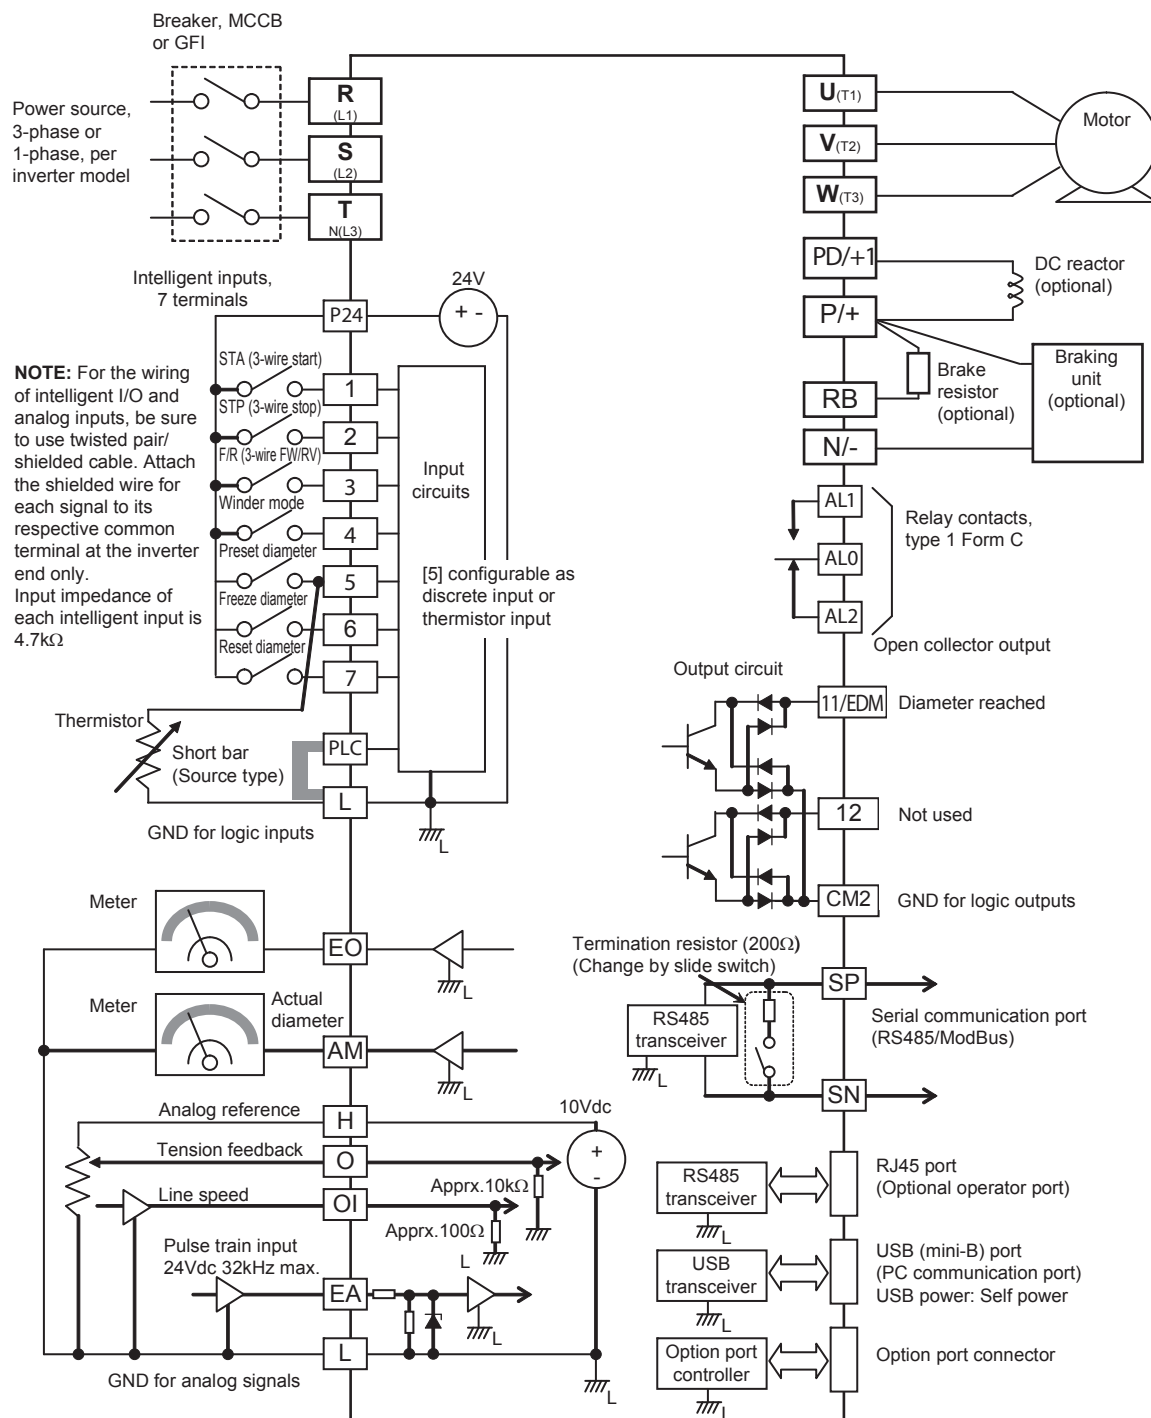 Breaker, MCCB
or GFI
Power source,
3-phase or
1-phase, per
inverter model
R
(L1)
S
(L2)
T
N(L3)
U(T1)
V(T2)
W(T3)
Motor
PD/+1
P/+
DC reactor
(optional)
Brake
resistor
(optional)
Braking
unit
(optional)
RB
N/-
Intelligent inputs,
7 terminals
24V
+ -
P24
NOTE: For the wiring
of intelligent I/O and
analog inputs, be sure
to use twisted pair/
shielded cable. Attach
the shielded wire for
each signal to its
respective common
terminal at the inverter
end only.
Input impedance of
each intelligent input is
4.7kΩ
STA (3-wire start)
1
STP (3-wire stop)
2
F/R (3-wire FW/RV)
3
Winder mode
4
Preset diameter
5
Freeze diameter
6
Reset diameter
7
Input
circuits
[5] configurable as
discrete input or
thermistor input
AL1
AL0
AL2
Relay contacts,
type 1 Form C
Open collector output
Output circuit
11/EDM
Diameter reached
12
Not used
CM2
GND for logic outputs
Thermistor
Short bar
(Source type)
PLC
L
L
GND for logic inputs
Meter
EO
L
Meter
Actual
diameter
AM
L
Termination resistor (200Ω)
(Change by slide switch)
RS485
transceiver
L
SP
Serial communication port
(RS485/ModBus)
SN
Analog reference
H
10Vdc
+
-
Tension feedback
O
Apprx.10kΩ
Line speed
OI
Apprx.100Ω
Pulse train input
24Vdc 32kHz max.
L
EA
L
L
L
GND for analog signals
RS485
transceiver
L
RJ45 port
(Optional operator port)
USB
transceiver
L
USB (mini-B) port
(PC communication port)
USB power: Self power
Option port
controller
L
Option port connector